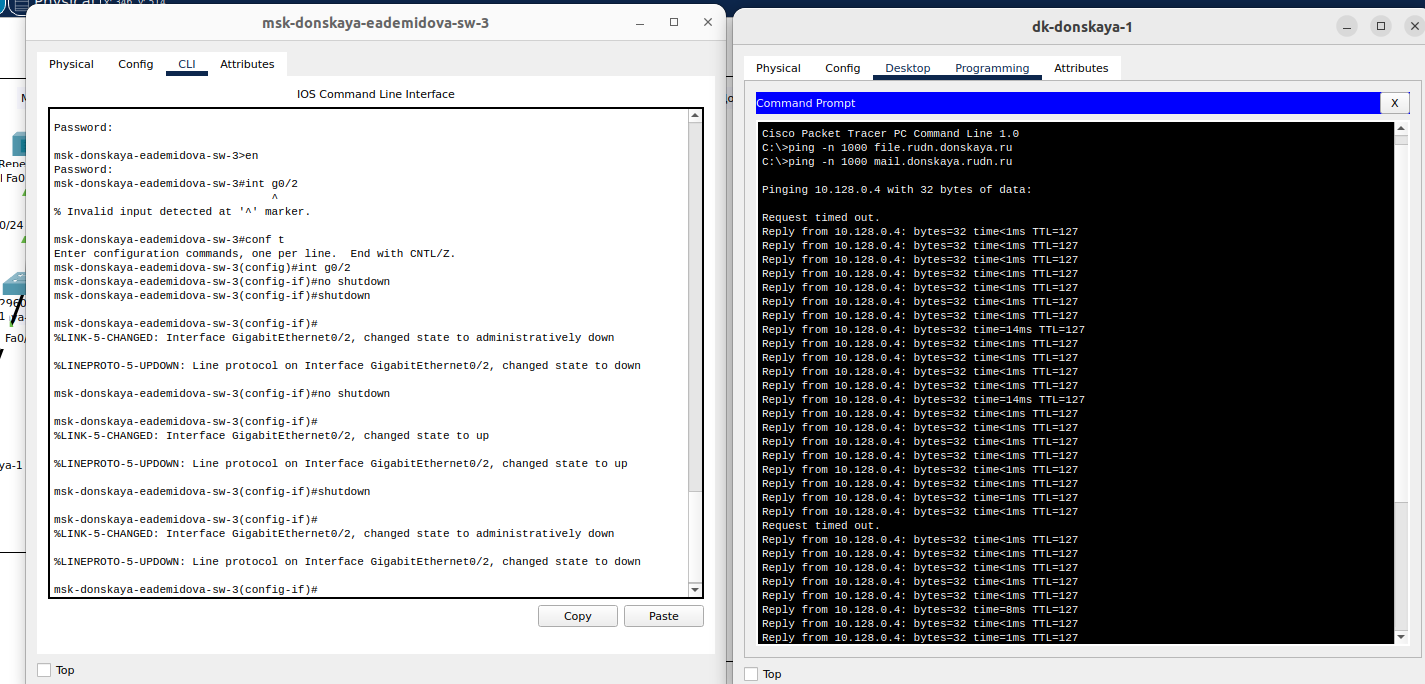 Physical x: 346, y: 514
msk-donskaya-eademidova-sw-3
Physical Config CLI Attributes
IOS Command Line Interface
Password:
msk-donskaya-eademidova-sw-3>en
Password:
msk-donskaya-eademidova-sw-3#int g0/2
^
% Invalid input detected at '^' marker.
msk-donskaya-eademidova-sw-3#conf t
Enter configuration commands, one per line.  End with CNTL/Z.
msk-donskaya-eademidova-sw-3(config)#int g0/2
msk-donskaya-eademidova-sw-3(config-if)#no shutdown
msk-donskaya-eademidova-sw-3(config-if)#shutdown
msk-donskaya-eademidova-sw-3(config-if)#
%LINK-5-CHANGED: Interface GigabitEthernet0/2, changed state to administratively down
%LINEPROTO-5-UPDOWN: Line protocol on Interface GigabitEthernet0/2, changed state to down
msk-donskaya-eademidova-sw-3(config-if)#no shutdown
msk-donskaya-eademidova-sw-3(config-if)#
%LINK-5-CHANGED: Interface GigabitEthernet0/2, changed state to up
%LINEPROTO-5-UPDOWN: Line protocol on Interface GigabitEthernet0/2, changed state to up
msk-donskaya-eademidova-sw-3(config-if)#shutdown
msk-donskaya-eademidova-sw-3(config-if)#
%LINK-5-CHANGED: Interface GigabitEthernet0/2, changed state to administratively down
%LINEPROTO-5-UPDOWN: Line protocol on Interface GigabitEthernet0/2, changed state to down
msk-donskaya-eademidova-sw-3(config-if)#
Copy Paste
Top
Repe
l Fa0
0/24
2960
Fa0/
ya-1
dk-donskaya-1
Physical Config Desktop Programming Attributes
Command Prompt X
Cisco Packet Tracer PC Command Line 1.0
C:\>ping -n 1000 file.rudn.donskaya.ru
C:\>ping -n 1000 mail.donskaya.rudn.ru
Pinging 10.128.0.4 with 32 bytes of data:
Request timed out.
Reply from 10.128.0.4: bytes=32 time<1ms TTL=127
Reply from 10.128.0.4: bytes=32 time<1ms TTL=127
Reply from 10.128.0.4: bytes=32 time<1ms TTL=127
Reply from 10.128.0.4: bytes=32 time<1ms TTL=127
Reply from 10.128.0.4: bytes=32 time<1ms TTL=127
Reply from 10.128.0.4: bytes=32 time<1ms TTL=127
Reply from 10.128.0.4: bytes=32 time<1ms TTL=127
Reply from 10.128.0.4: bytes=32 time=14ms TTL=127
Reply from 10.128.0.4: bytes=32 time<1ms TTL=127
Reply from 10.128.0.4: bytes=32 time<1ms TTL=127
Reply from 10.128.0.4: bytes=32 time<1ms TTL=127
Reply from 10.128.0.4: bytes=32 time<1ms TTL=127
Reply from 10.128.0.4: bytes=32 time=14ms TTL=127
Reply from 10.128.0.4: bytes=32 time<1ms TTL=127
Reply from 10.128.0.4: bytes=32 time<1ms TTL=127
Reply from 10.128.0.4: bytes=32 time<1ms TTL=127
Reply from 10.128.0.4: bytes=32 time<1ms TTL=127
Reply from 10.128.0.4: bytes=32 time<1ms TTL=127
Reply from 10.128.0.4: bytes=32 time<1ms TTL=127
Reply from 10.128.0.4: bytes=32 time=1ms TTL=127
Reply from 10.128.0.4: bytes=32 time<1ms TTL=127
Request timed out.
Reply from 10.128.0.4: bytes=32 time<1ms TTL=127
Reply from 10.128.0.4: bytes=32 time<1ms TTL=127
Reply from 10.128.0.4: bytes=32 time<1ms TTL=127
Reply from 10.128.0.4: bytes=32 time<1ms TTL=127
Reply from 10.128.0.4: bytes=32 time<1ms TTL=127
Reply from 10.128.0.4: bytes=32 time=8ms TTL=127
Reply from 10.128.0.4: bytes=32 time<1ms TTL=127
Reply from 10.128.0.4: bytes=32 time=1ms TTL=127
Top